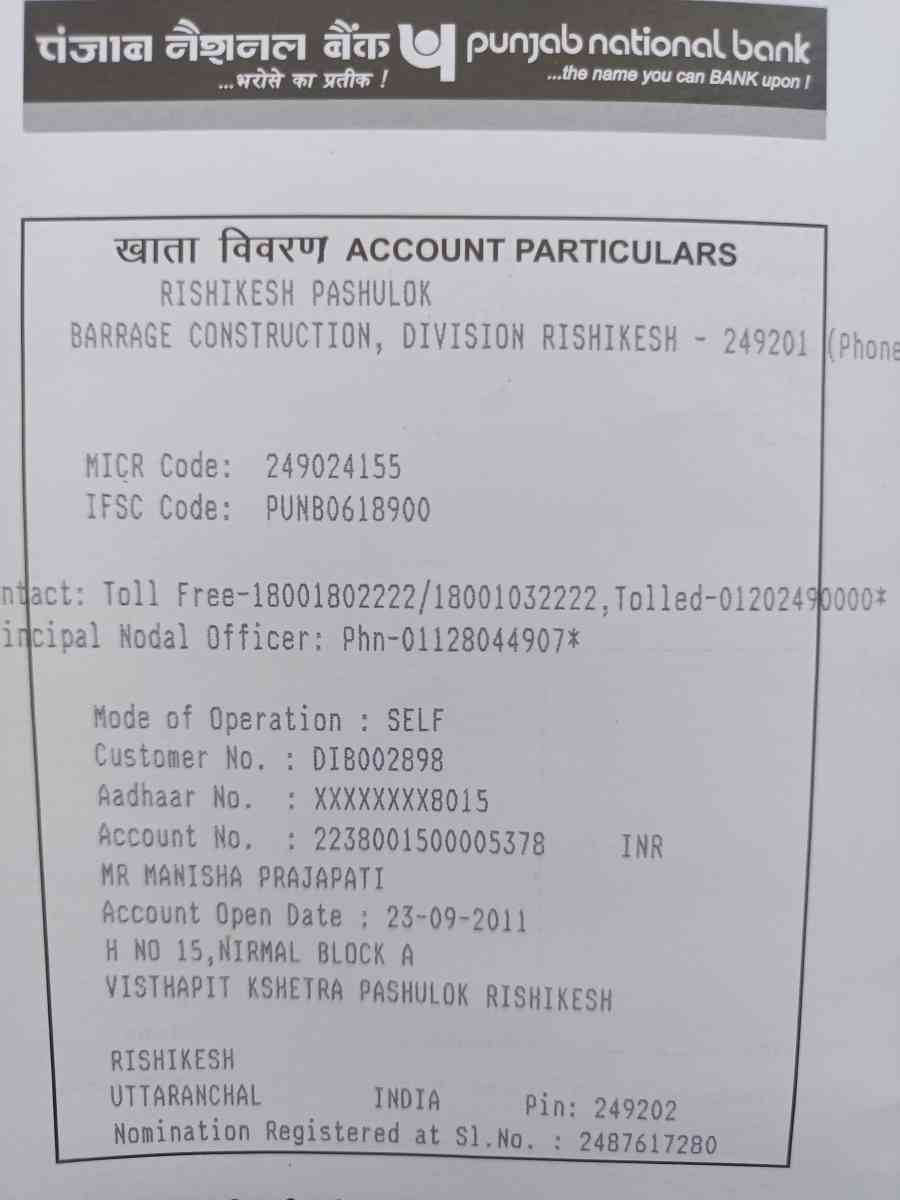 पंजाब नैशनल बैंक punjab national bank
...भरोसे का प्रतीक ! ...the name you can BANK upon !
खाता विवरण ACCOUNT PARTICULARS
RISHIKESH PASHULOK
BARRAGE CONSTRUCTION, DIVISION RISHIKESH - 249201 (Phone
MICR Code: 249024155
IFSC Code: PUNB0618900
ntact: Toll Free-18001802222/18001032222,Tolled-01202490000*
incipal Nodal Officer: Phn-01128044907*
Mode of Operation : SELF
Customer No. : DIB002898
Aadhaar No. : XXXXXXXX8015
Account No. : 2238001500005378 INR
MR MANISHA PRAJAPATI
Account Open Date : 23-09-2011
H NO 15,NIRMAL BLOCK A
VISTHAPIT KSHETRA PASHULOK RISHIKESH
RISHIKESH
UTTARANCHAL INDIA Pin: 249202
Nomination Registered at Sl.No. : 2487617280